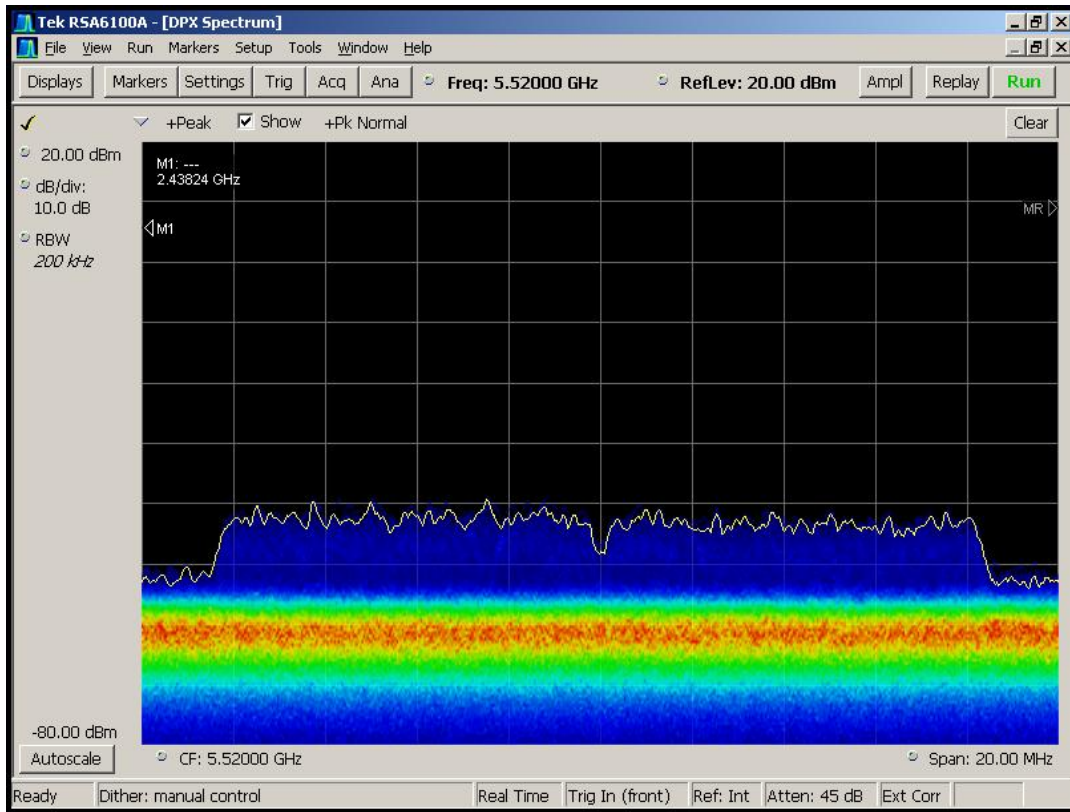 Tek RSA6100A - [DPX Spectrum]
File View Run Markers Setup Tools Window Help
Displays Markers Settings Trig Acq Ana Freq: 5.52000 GHz RefLev: 20.00 dBm Ampl Replay Run
+Peak Show +Pk Normal Clear
20.00 dBm
dB/div:
10.0 dB
RBW
200 kHz
M1: ---
2.43824 GHz
MR
M1
-80.00 dBm
Autoscale CF: 5.52000 GHz Span: 20.00 MHz
Ready Dither: manual control Real Time Trig In (front) Ref: Int Atten: 45 dB Ext Corr